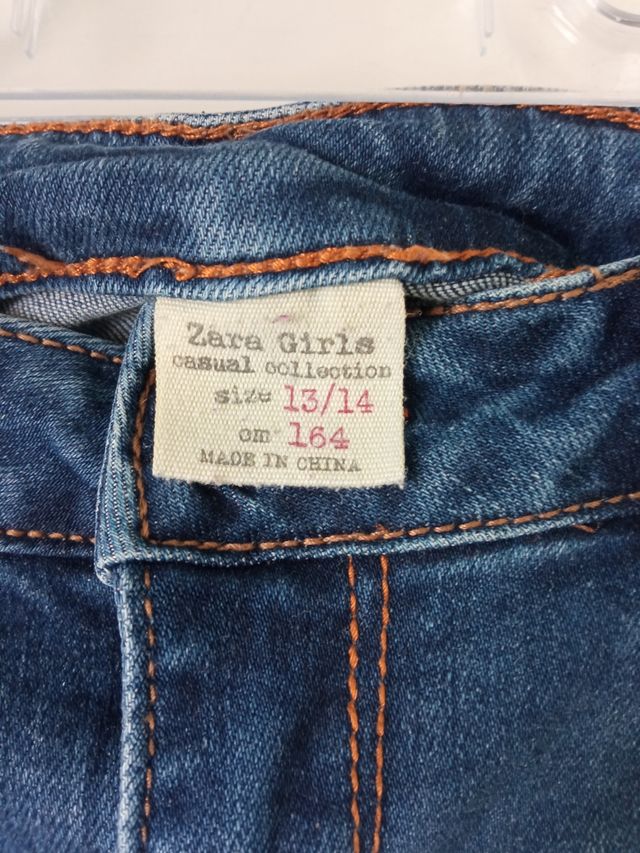 Zara Girls
casual collection
size 13/14
cm 164
MADE IN CHINA